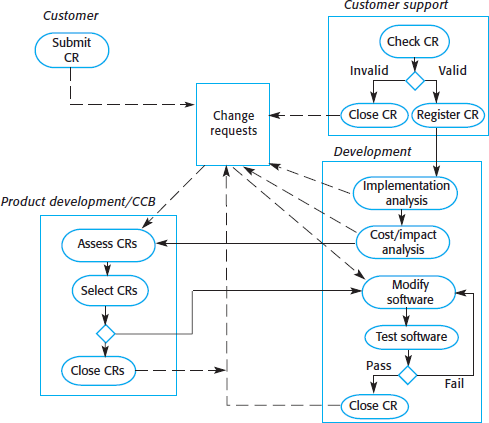 Customer
Submit
CR
Customer support
Check CR
Invalid
Valid
Close CR
Register CR
Change
requests
Development
Implementation
analysis
Cost/impact
analysis
Product development/CCB
Assess CRs
Select CRs
Close CRs
Modify
software
Test software
Pass
Fail
Close CR